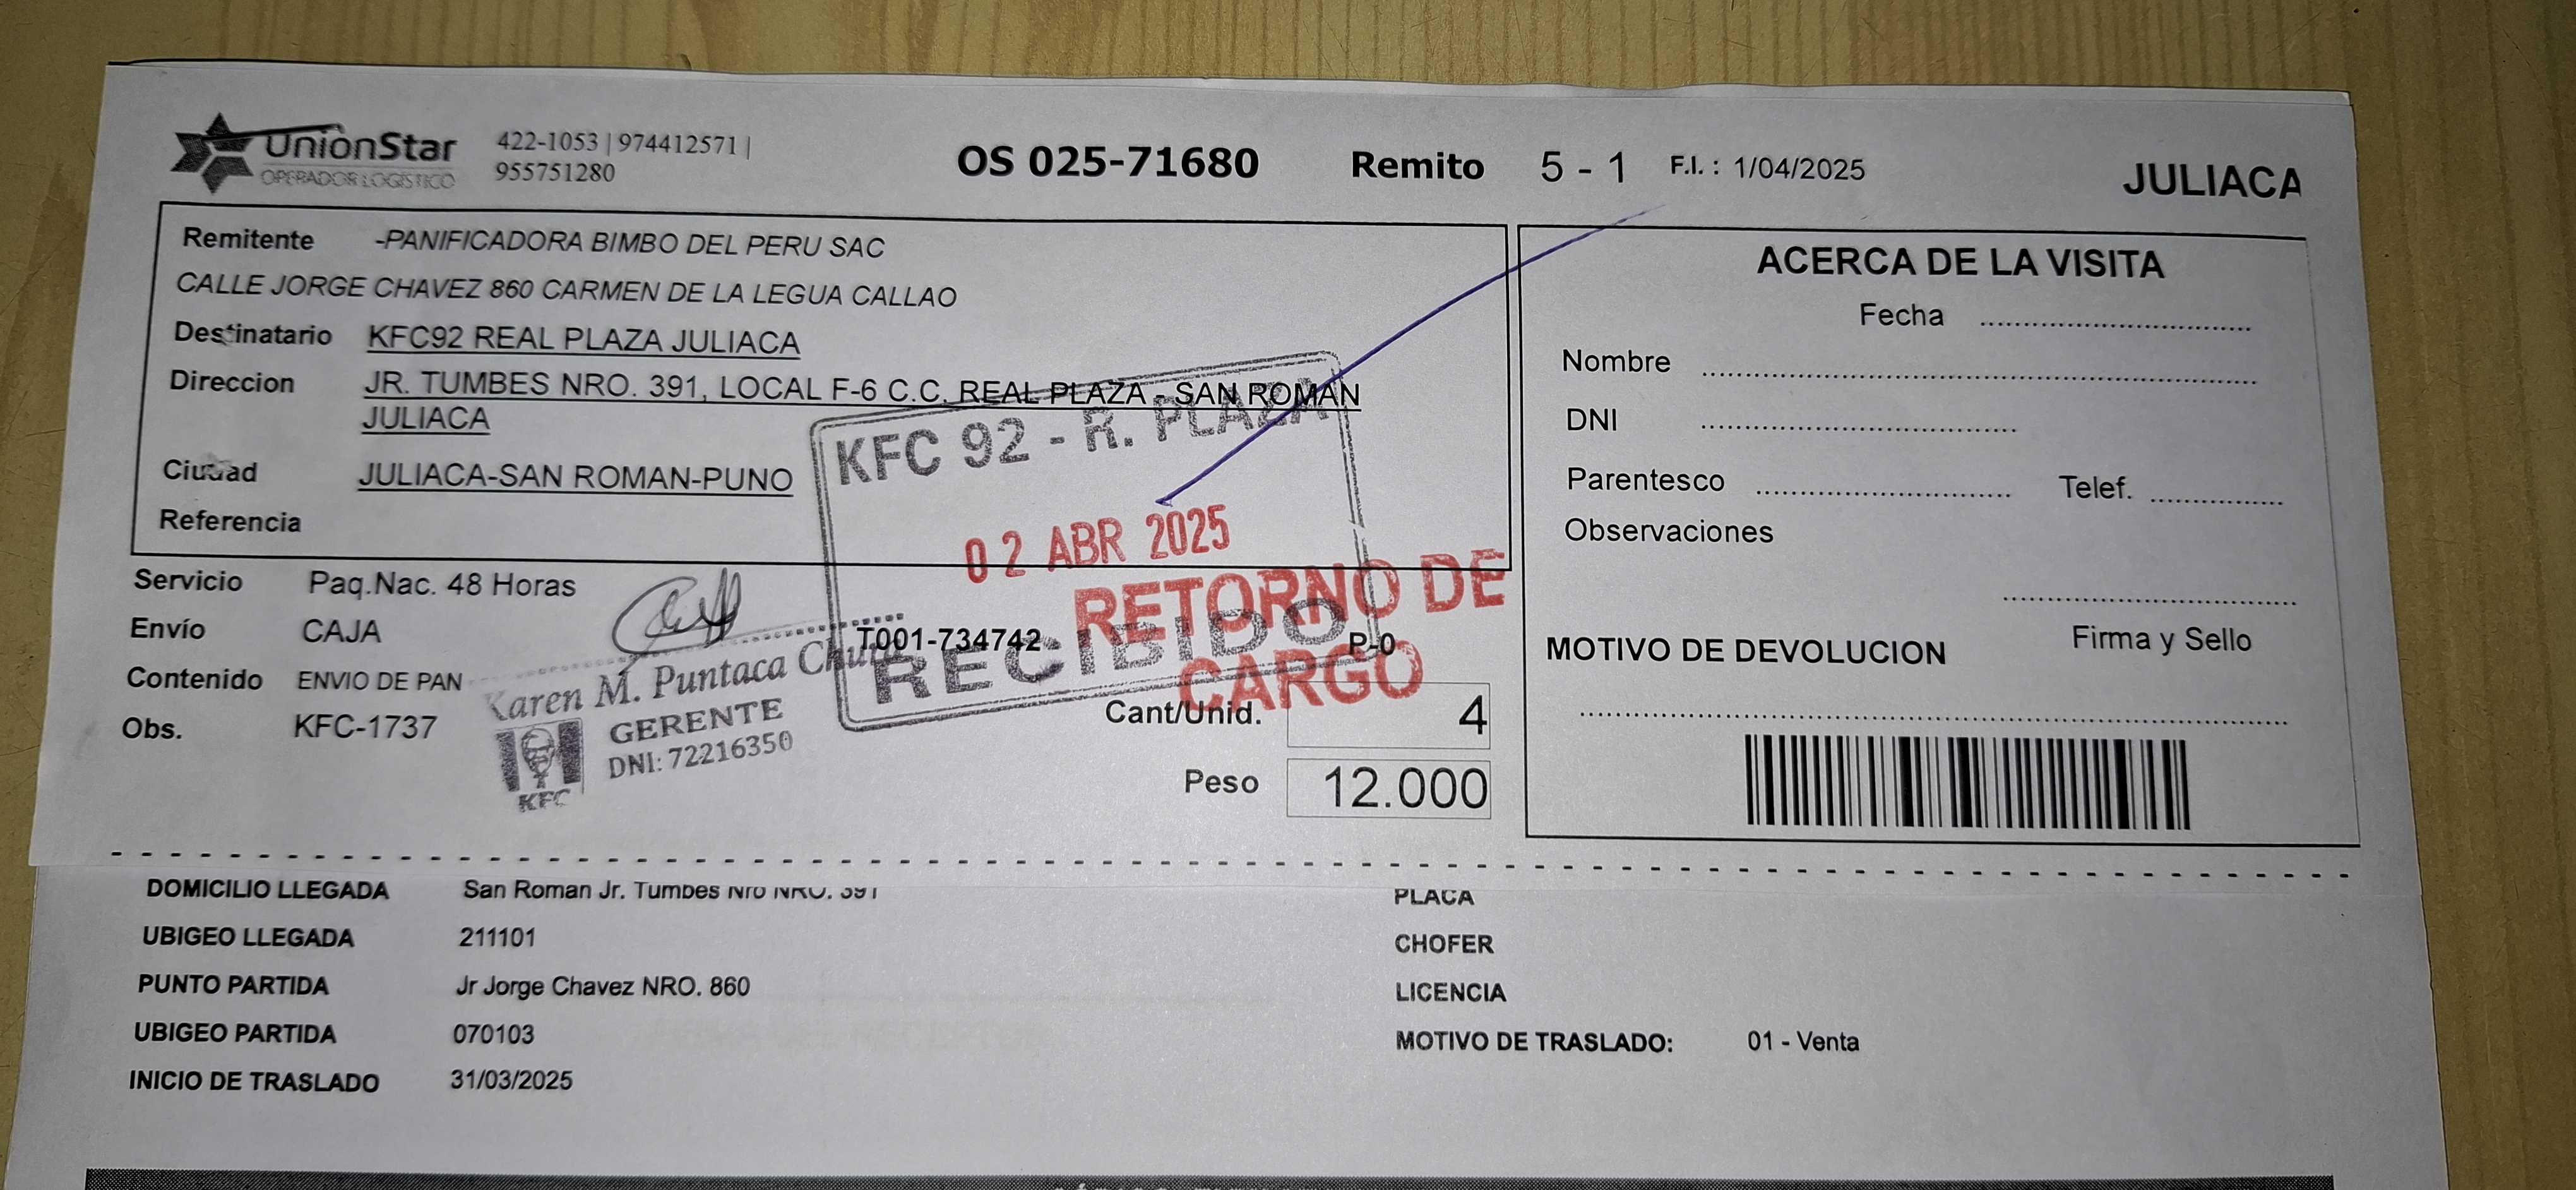 UnionStar
OPERADOR LOGÍSTICO
422-1053 | 974412571 |
955751280
OS 025-71680 Remito 5 - 1 F.I. : 1/04/2025 JULIACA
Remitente -PANIFICADORA BIMBO DEL PERU SAC
CALLE JORGE CHAVEZ 860 CARMEN DE LA LEGUA CALLAO
Destinatario KFC92 REAL PLAZA JULIACA
Direccion JR. TUMBES NRO. 391, LOCAL F-6 C.C. REAL PLAZA - SAN ROMAN
JULIACA
Ciudad JULIACA-SAN ROMAN-PUNO
Referencia
KFC 92 - R. PLAZA
02 ABR 2025
RECIBIDO
RETORNO DE
CARGO
Servicio Paq.Nac. 48 Horas
Envío CAJA
T001-734742 P-0
Contenido ENVIO DE PAN
Obs. KFC-1737
Karen M. Puntaca
GERENTE
DNI: 72216350
KFC
Cant/Unid. 4
Peso 12.000
ACERCA DE LA VISITA
Fecha
Nombre
DNI
Parentesco Telef.
Observaciones
Firma y Sello
MOTIVO DE DEVOLUCION
DOMICILIO LLEGADA San Roman Jr. Tumbes Nro NRO. 391
UBIGEO LLEGADA 211101
PUNTO PARTIDA Jr Jorge Chavez NRO. 860
UBIGEO PARTIDA 070103
INICIO DE TRASLADO 31/03/2025
PLACA
CHOFER
LICENCIA
MOTIVO DE TRASLADO: 01 - Venta